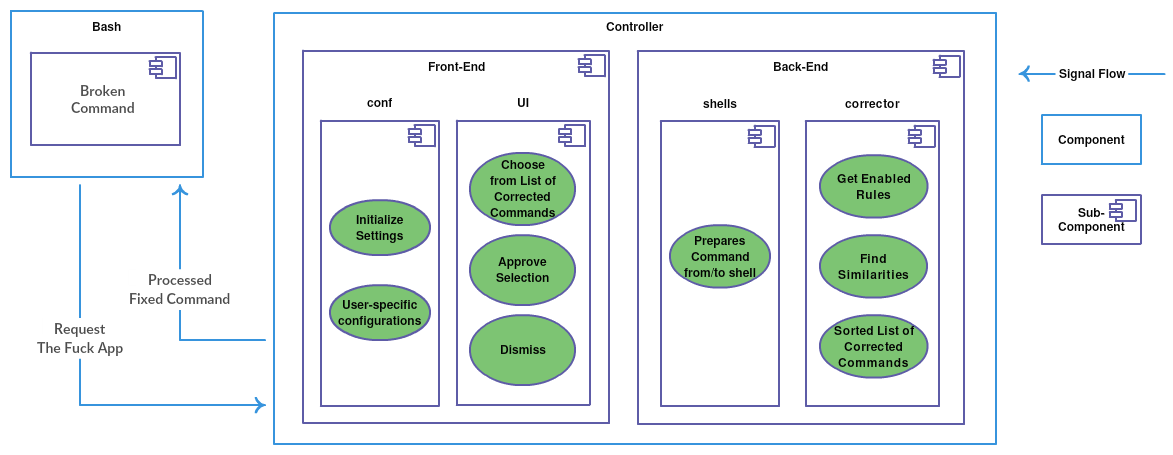 Bash
Broken
Command
Processed
Fixed Command
Request
The Fuck App
Controller
Front-End
conf
Initialize
Settings
User-specific
configurations
UI
Choose
from List of
Corrected
Commands
Approve
Selection
Dismiss
Back-End
shells
Prepares
Command
from/to shell
corrector
Get Enabled
Rules
Find
Similarities
Sorted List of
Corrected
Commands
Signal Flow
Component
Sub-
Component